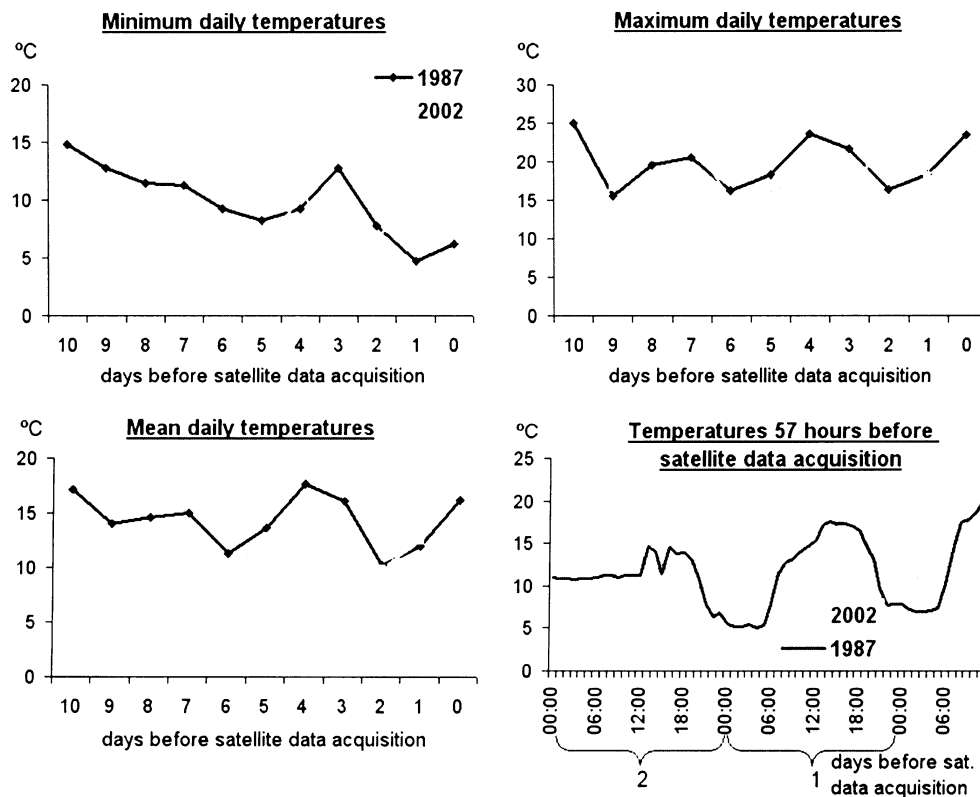 Minimum daily temperatures
ºC
20
15
10
5
0
1987
2002
10 9 8 7 6 5 4 3 2 1 0
days before satellite data acquisition
Maximum daily temperatures
ºC
30
25
20
15
10
5
0
10 9 8 7 6 5 4 3 2 1 0
days before satellite data acquisition
Mean daily temperatures
ºC
20
15
10
5
0
10 9 8 7 6 5 4 3 2 1 0
days before satellite data acquisition
Temperatures 57 hours before
satellite data acquisition
ºC
25
20
15
10
5
0
2002
1987
00:00 06:00 12:00 18:00 00:00 06:00 12:00 18:00 00:00 06:00
2 1 days before sat.
data acquisition